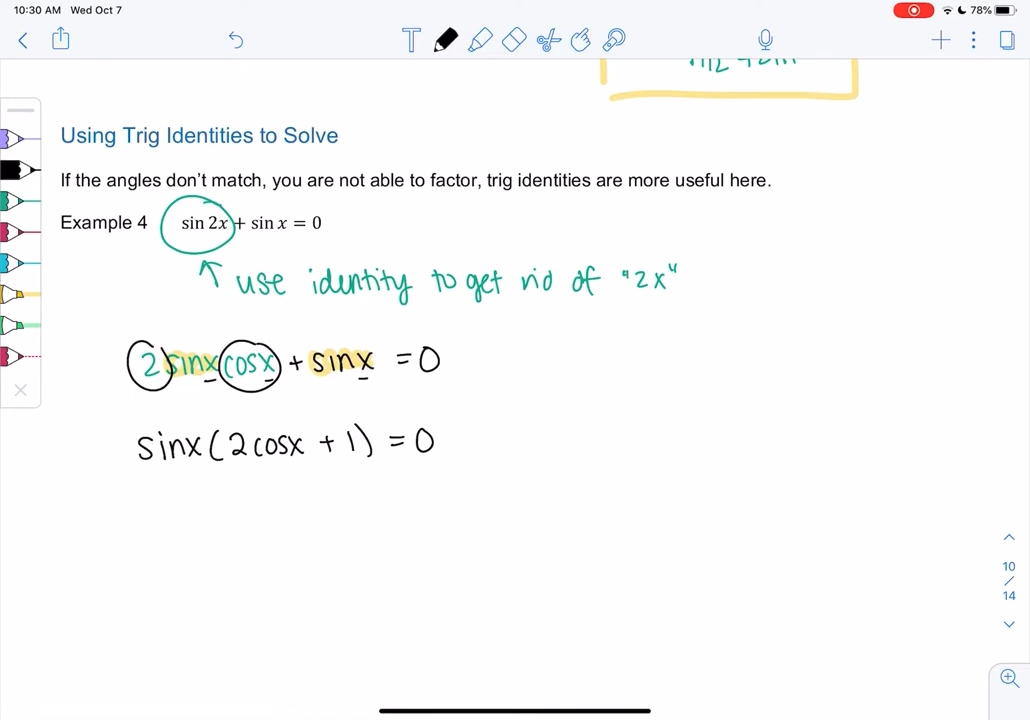 10:30 AM Wed Oct 7
78%
T
Using Trig Identities to Solve
If the angles don't match, you are not able to factor, trig identities are more useful here.
Example 4 sin 2x + sin x = 0
use identity to get rid of "2x"
2 sinx cosx + sinx = 0
sinx(2cosx + 1) = 0
10
/
14